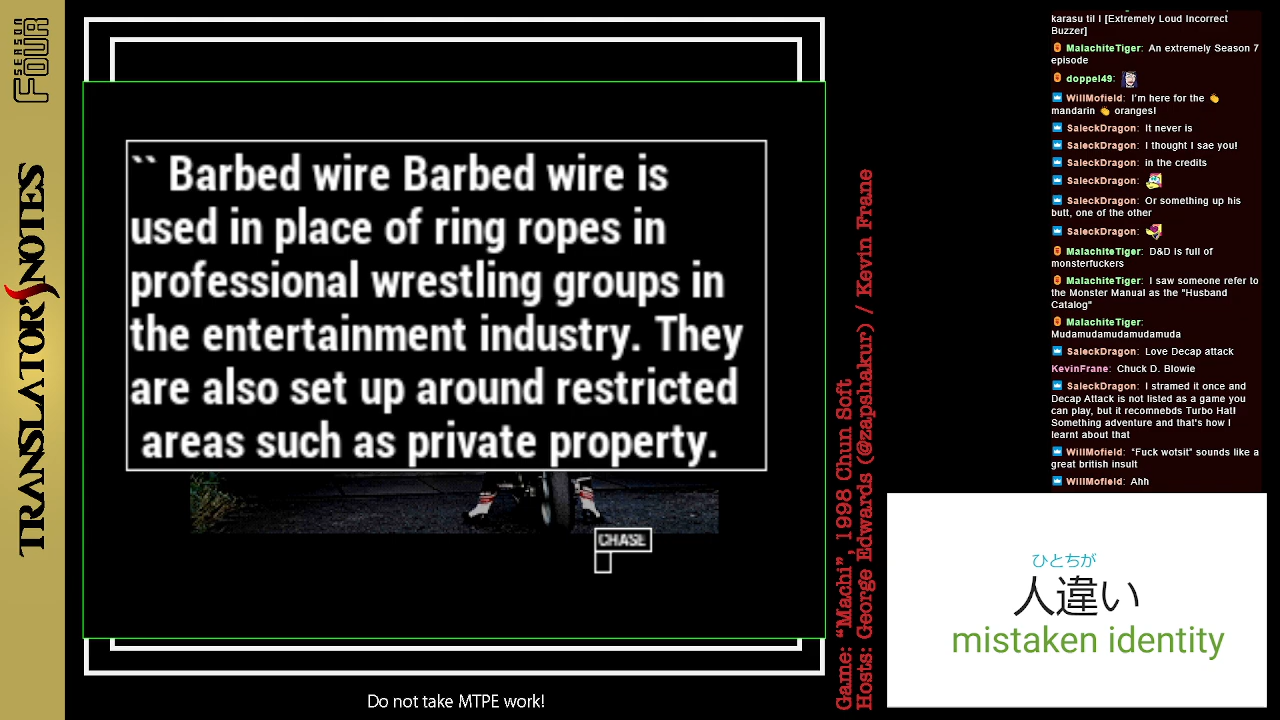 SEASON
FOUR
TRANSLATOR'S NOTES
`` Barbed wire Barbed wire is
used in place of ring ropes in
professional wrestling groups in
the entertainment industry. They
are also set up around restricted
eas such as private property.
CHASE
Do not take MTPE work!
Game: "Machi", 1998 Chun Soft
Hosts: George Edwards (@zapshakur) / Kevin Frane
karasu til I [Extremely Loud Incorrect
Buzzer]
MalachiteTiger: An extremely Season 7
episode
doppel49:
WillMofield: I'm here for the 👏
mandarin 👏 oranges!
SaleckDragon: It never is
SaleckDragon: I thought I sae you!
SaleckDragon: in the credits
SaleckDragon:
SaleckDragon: Or something up his
butt, one of the other
SaleckDragon:
MalachiteTiger: D&D is full of
monsterfuckers
MalachiteTiger: I saw someone refer to
the Monster Manual as the "Husband
Catalog"
MalachiteTiger:
Mudamudamudamudamuda
SaleckDragon: Love Decap attack
KevinFrane: Chuck D. Blowie
SaleckDragon: I stramed it once and
Decap Attack is not listed as a game you
can play, but it recomnebds Turbo Fall
Something adventure and that's how I
learnt about that
WillMofield: "Fuck wotsit" sounds like a
great british insult
WillMofield: Ahh
ひとちが
人違い
mistaken identity